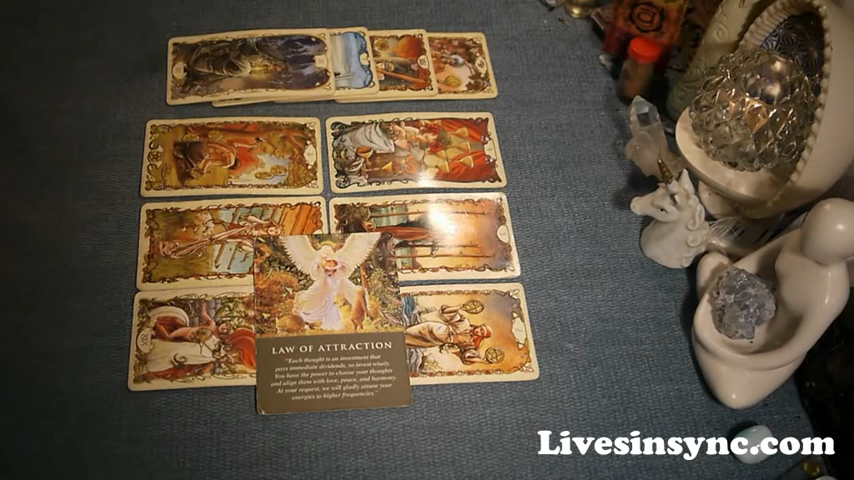 LAW OF ATTRACTION
"Each thought is an investment that
pays immediate dividends, so invest wisely.
You have the power to choose your thoughts
and align them with love, peace, and harmony.
At your request, we will gladly attune your
energies to higher frequencies."
Livesinsync.com